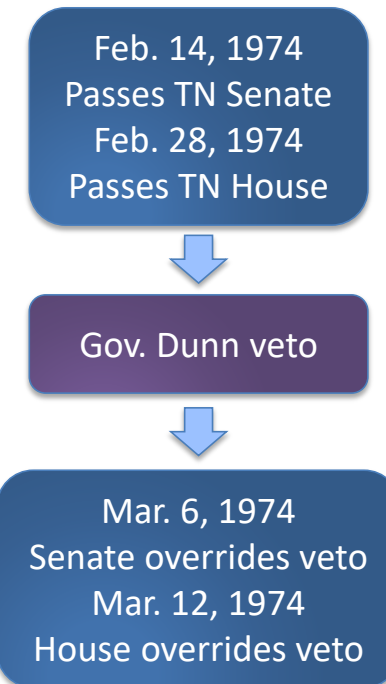 Feb. 14, 1974
Passes TN Senate
Feb. 28, 1974
Passes TN House
Gov. Dunn veto
Mar. 6, 1974
Senate overrides veto
Mar. 12, 1974
House overrides veto